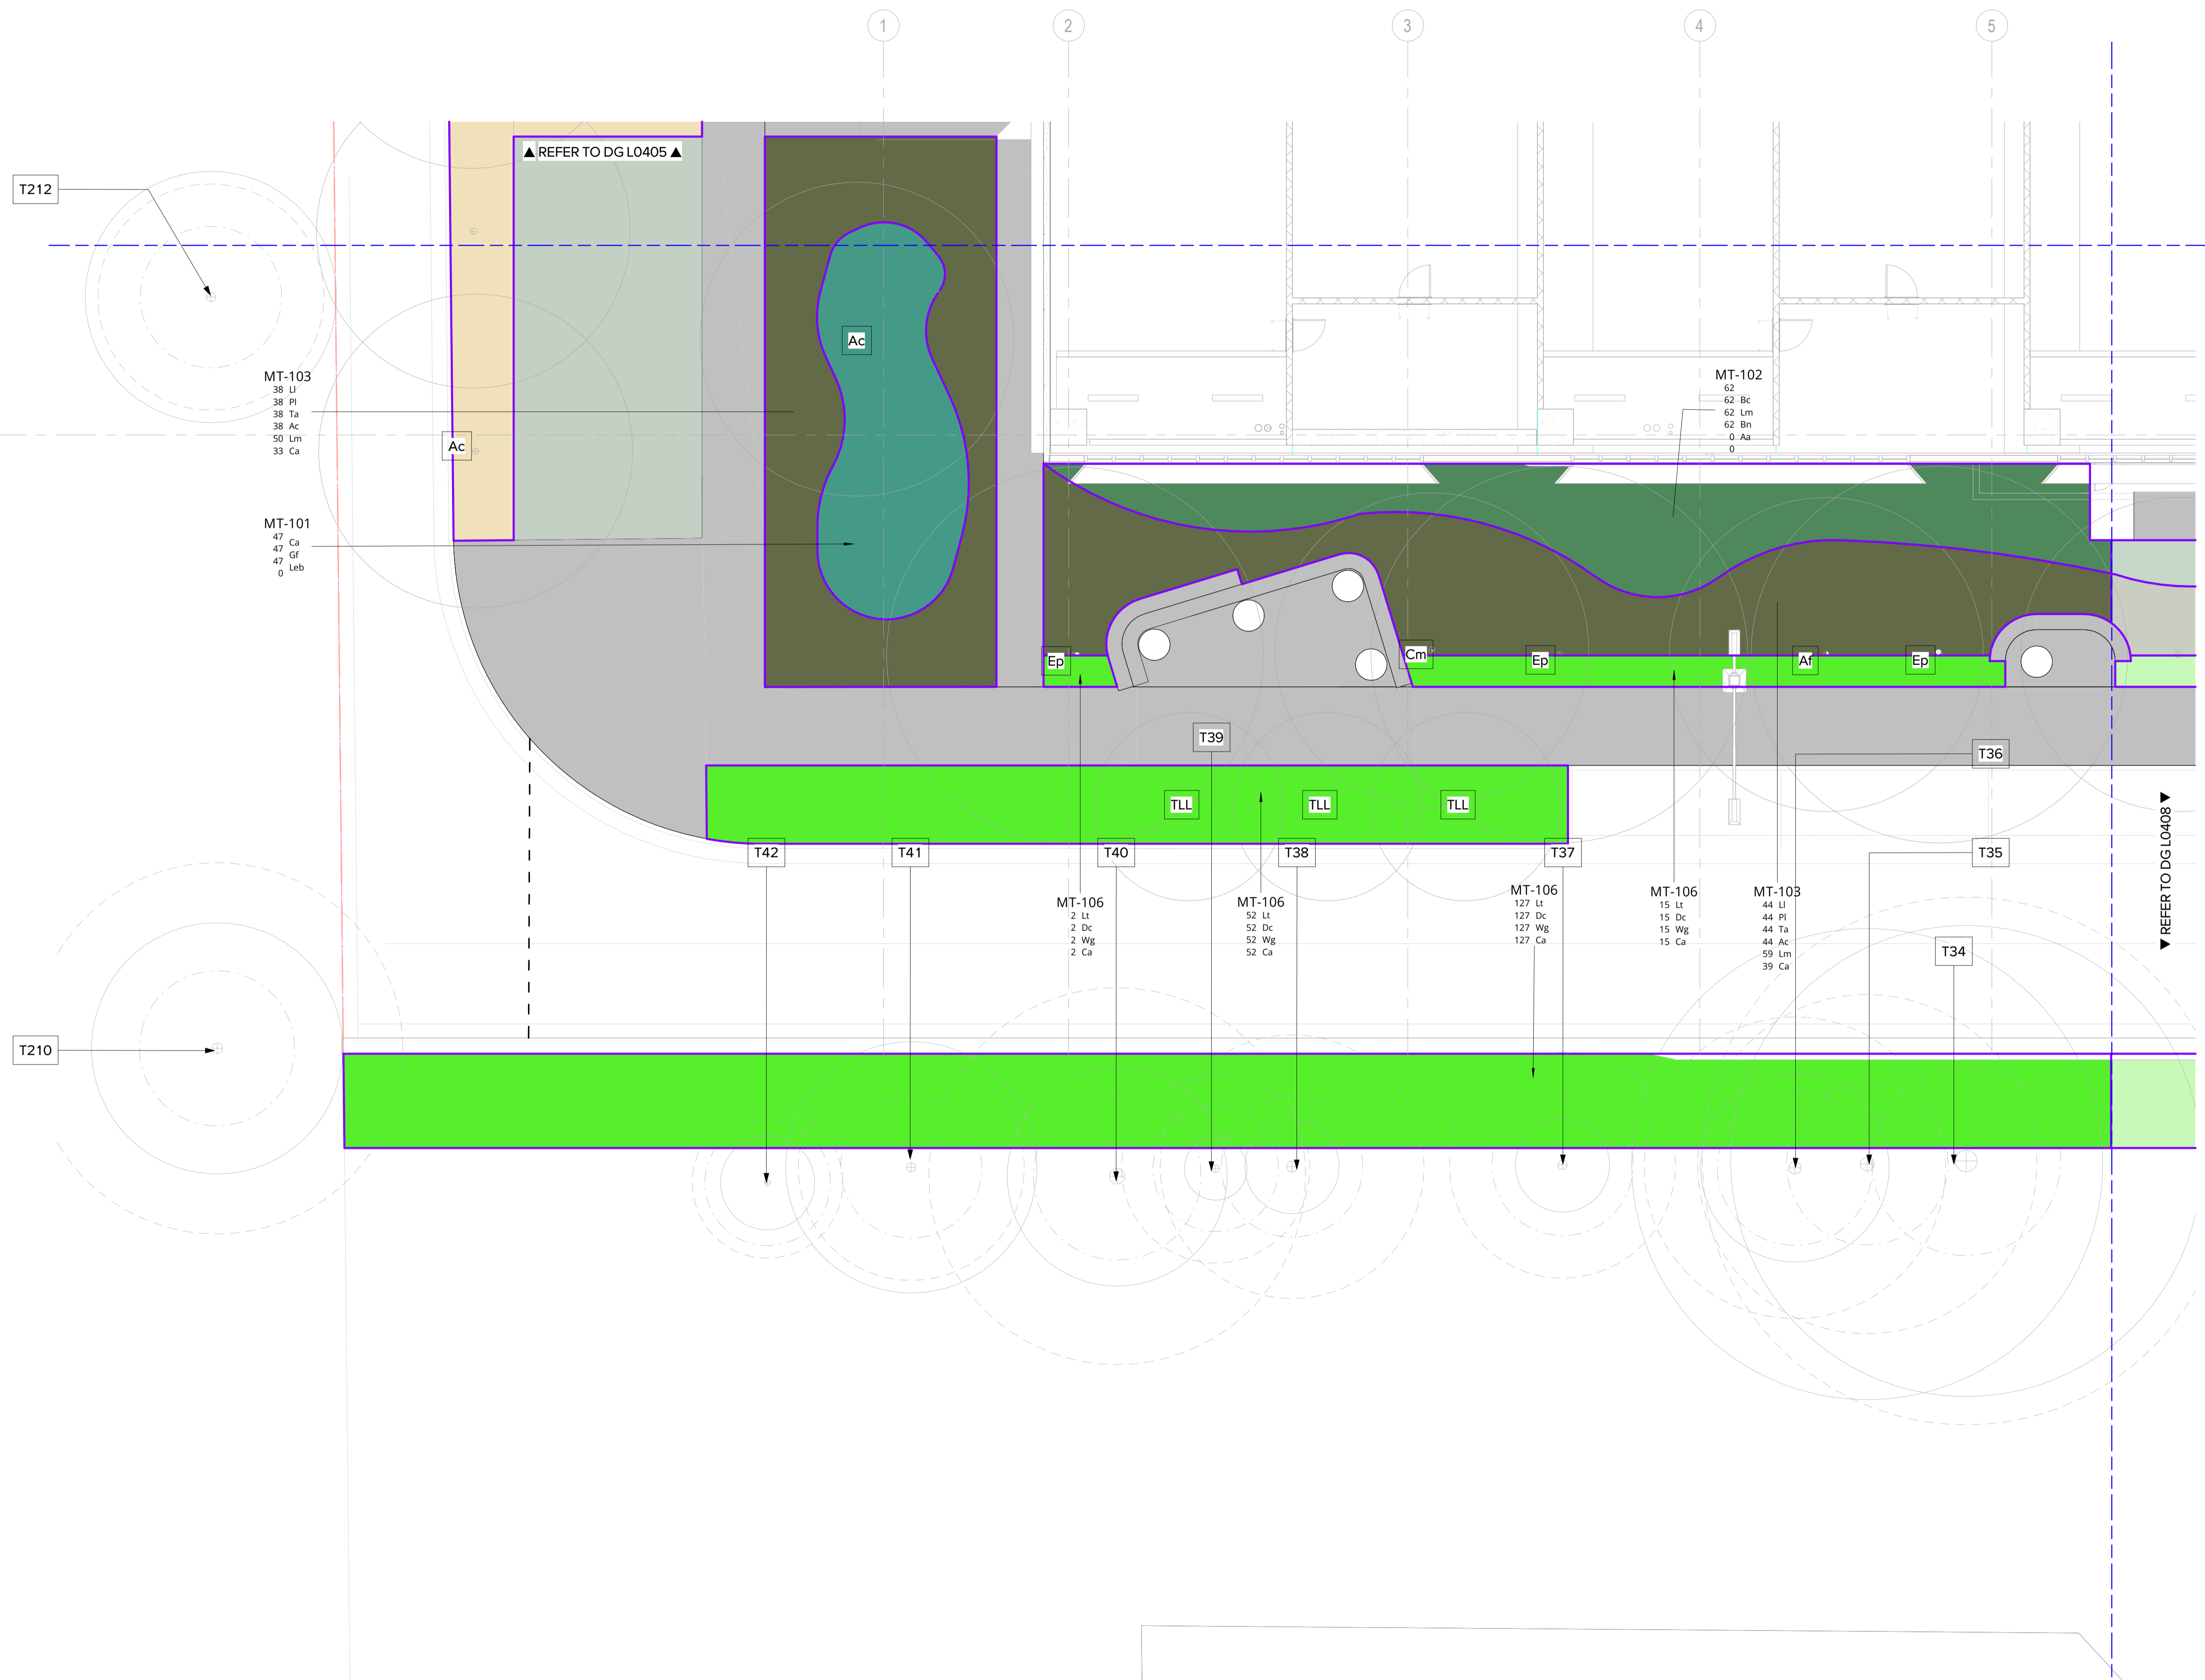 1
2
3
4
5
▲ REFER TO DG L0405 ▲
T212
Ac
MT-103
38 Ll
38 Pl
38 Ta
38 Ac
50 Lm
33 Ca
MT-102
62
62 Bc
62 Lm
62 Bn
0 Aa
0
Ac
MT-101
47
47 Ca
47 Gf
0 Leb
Ep
Cm
Ep
Af
Ep
T39
T36
TLL
TLL
TLL
T42
T41
T40
T38
T37
T35
▼ REFER TO DG L0408 ▼
MT-106
2 Lt
2 Dc
2 Wg
2 Ca
MT-106
52 Lt
52 Dc
52 Wg
52 Ca
MT-106
127 Lt
127 Dc
127 Wg
127 Ca
MT-106
15 Lt
15 Dc
15 Wg
15 Ca
MT-103
44 Ll
44 Pl
44 Ta
44 Ac
59 Lm
39 Ca
T34
T210